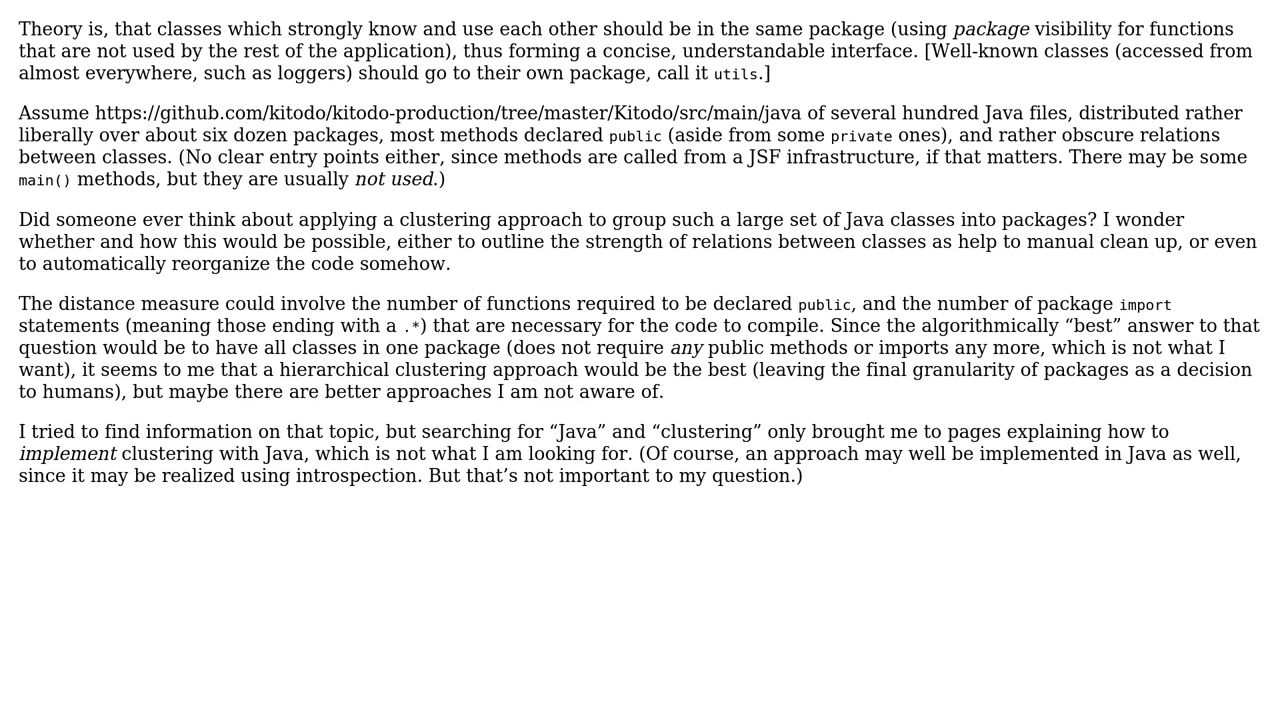 Theory is, that classes which strongly know and use each other should be in the same package (using package visibility for functions
that are not used by the rest of the application), thus forming a concise, understandable interface. [Well-known classes (accessed from
almost everywhere, such as loggers) should go to their own package, call it utils.]
Assume https://github.com/kitodo/kitodo-production/tree/master/Kitodo/src/main/java of several hundred Java files, distributed rather
liberally over about six dozen packages, most methods declared public (aside from some private ones), and rather obscure relations
between classes. (No clear entry points either, since methods are called from a JSF infrastructure, if that matters. There may be some
main() methods, but they are usually not used.)
Did someone ever think about applying a clustering approach to group such a large set of Java classes into packages? I wonder
whether and how this would be possible, either to outline the strength of relations between classes as help to manual clean up, or even
to automatically reorganize the code somehow.
The distance measure could involve the number of functions required to be declared public, and the number of package import
statements (meaning those ending with a .*) that are necessary for the code to compile. Since the algorithmically “best” answer to that
question would be to have all classes in one package (does not require any public methods or imports any more, which is not what I
want), it seems to me that a hierarchical clustering approach would be the best (leaving the final granularity of packages as a decision
to humans), but maybe there are better approaches I am not aware of.
I tried to find information on that topic, but searching for “Java” and “clustering” only brought me to pages explaining how to
implement clustering with Java, which is not what I am looking for. (Of course, an approach may well be implemented in Java as well,
since it may be realized using introspection. But that’s not important to my question.)